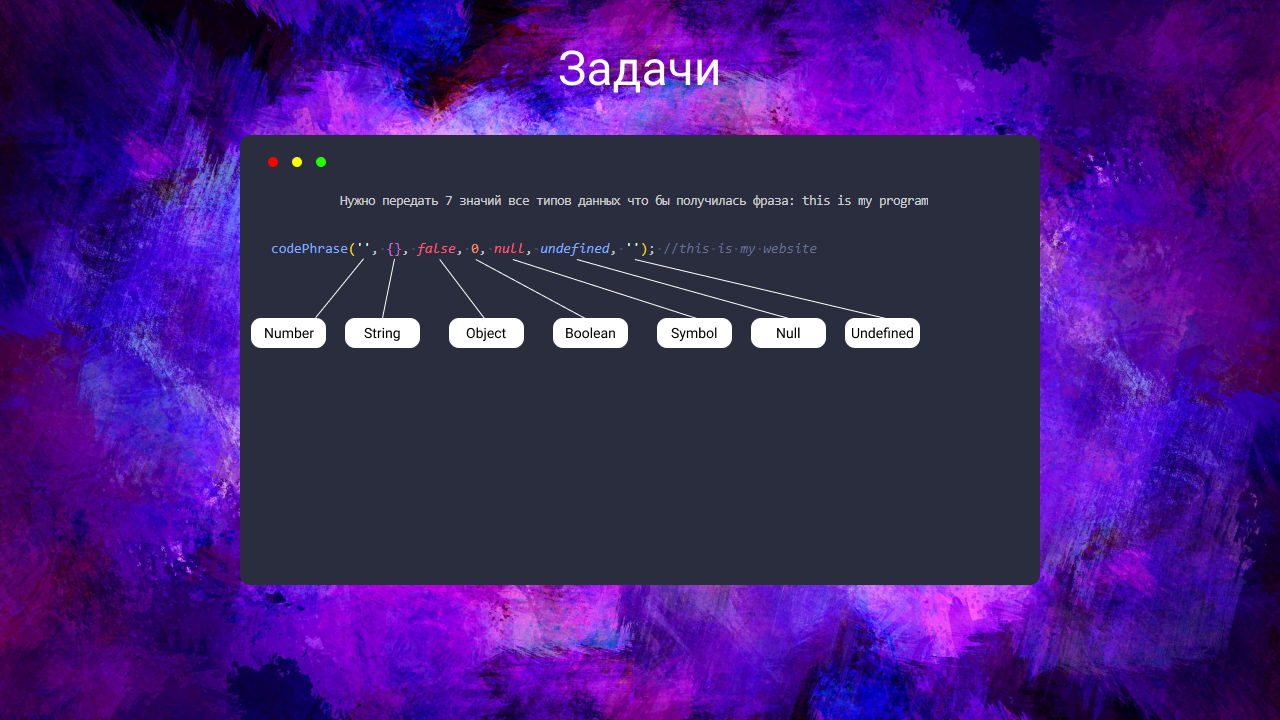 Задачи
Нужно передать 7 значий все типов данных что бы получилась фраза: this is my program
codePhrase('', {}, false, 0, null, undefined, ''); //this is my website
Number String Object Boolean Symbol Null Undefined